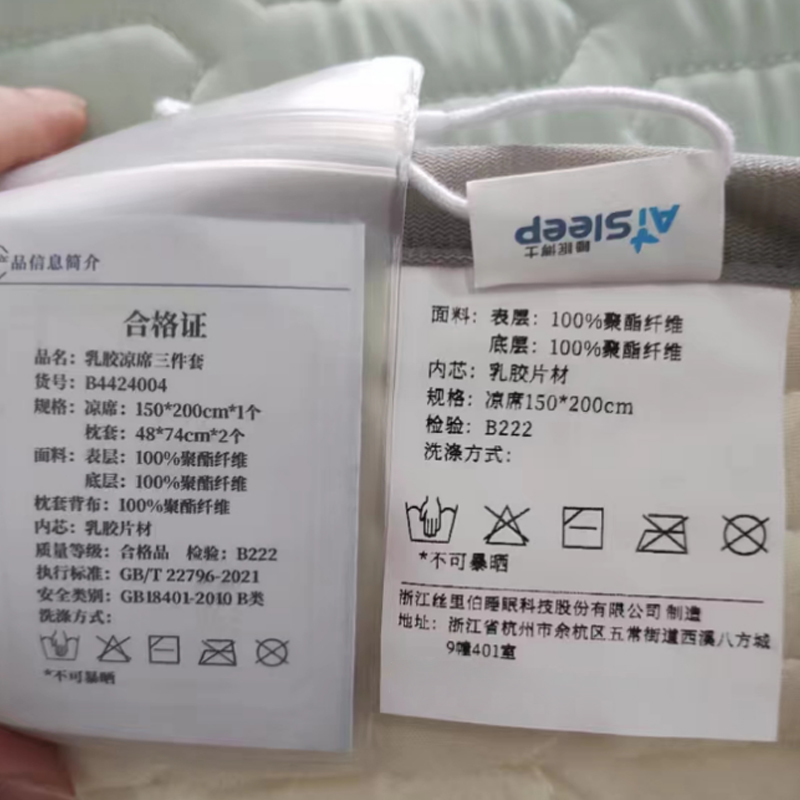 品信息简介
合格证
品名：乳胶凉席三件套
货号：B4424004
规格：凉席：150*200cm*1个
枕套：48*74cm*2个
面料：表层：100%聚酯纤维
底层：100%聚酯纤维
枕套背布：100%聚酯纤维
内芯：乳胶片材
质量等级：合格品 检验：B222
执行标准：GB/T 22796-2021
安全类别：GB18401-2010 B类
洗涤方式：
*不可暴晒
AiSleep
睡眠博士
面料：表层：100%聚酯纤维
底层：100%聚酯纤维
内芯：乳胶片材
规格：凉席150*200cm
检验：B222
洗涤方式：
*不可暴晒
浙江丝里伯睡眠科技股份有限公司 制造
地址：浙江省杭州市余杭区五常街道西溪八方城
9幢401室